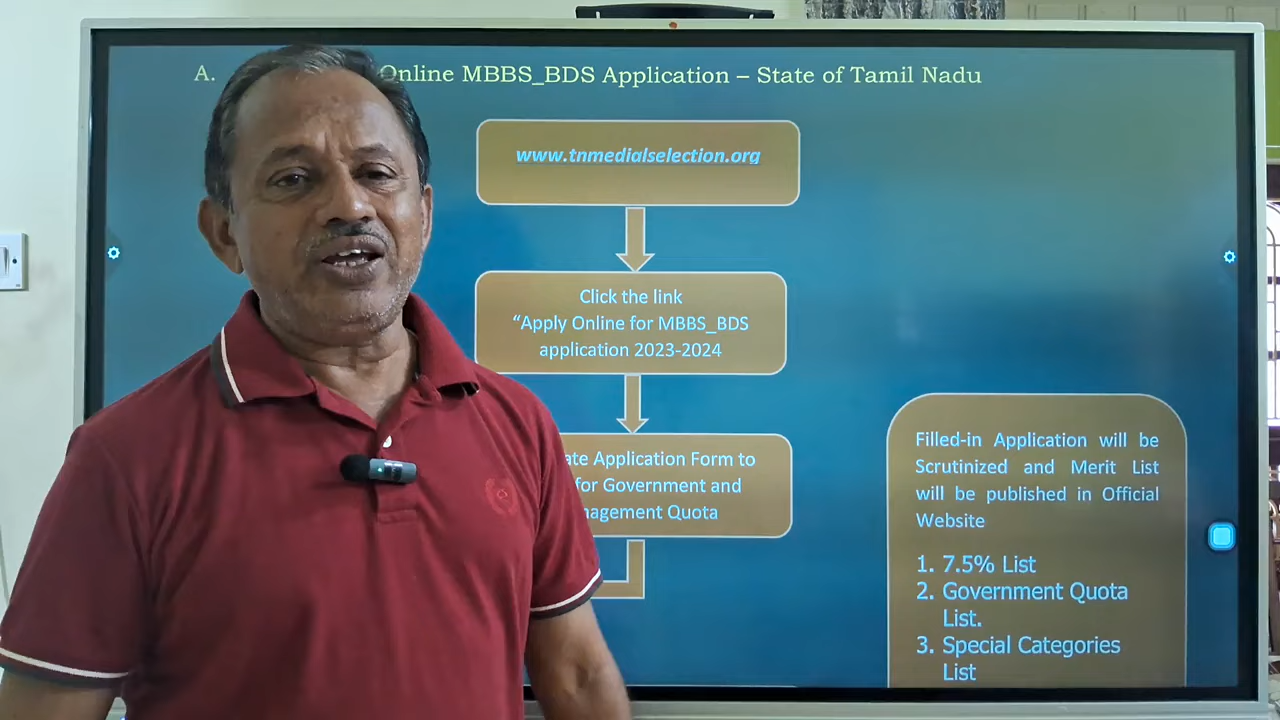 A. Online MBBS_BDS Application – State of Tamil Nadu
www.tnmedialselection.org
Click the link
“Apply Online for MBBS_BDS
application 2023-2024
Application Form to
for Government and
Quota
Filled-in Application will be
Scrutinized and Merit List
will be published in Official
Website
1. 7.5% List
2. Government Quota
List.
3. Special Categories
List